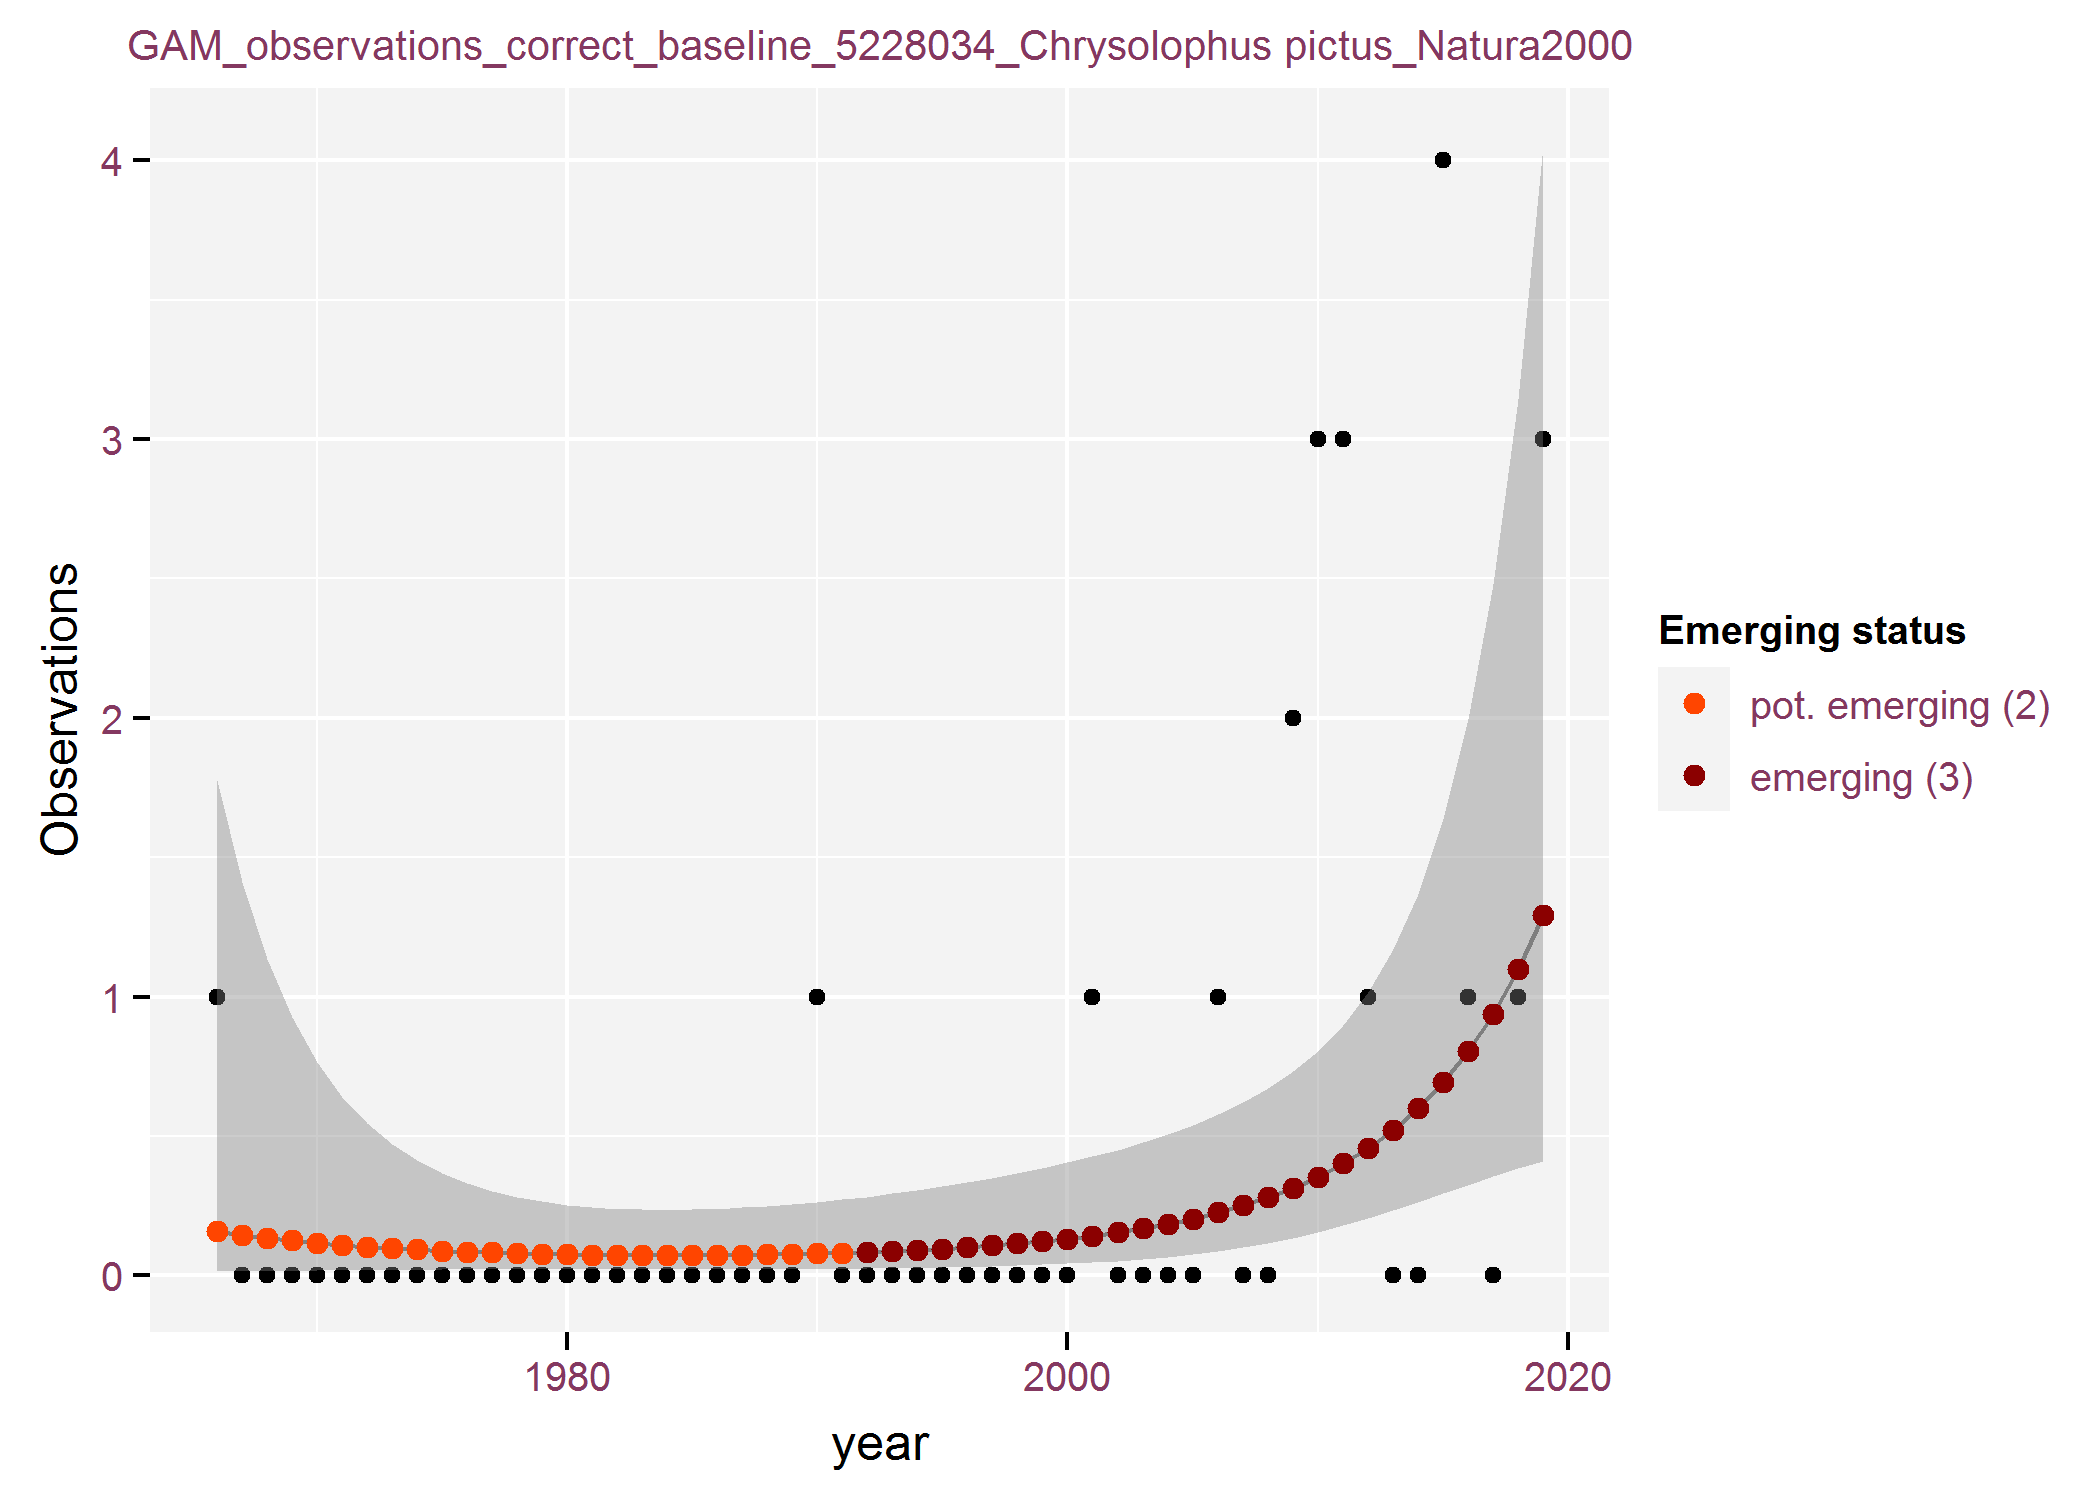 GAM_observations_correct_baseline_5228034_Chrysolophus pictus_Natura2000
4
3
2
1
0
Observations
1980
2000
2020
year
Emerging status
pot. emerging (2)
emerging (3)